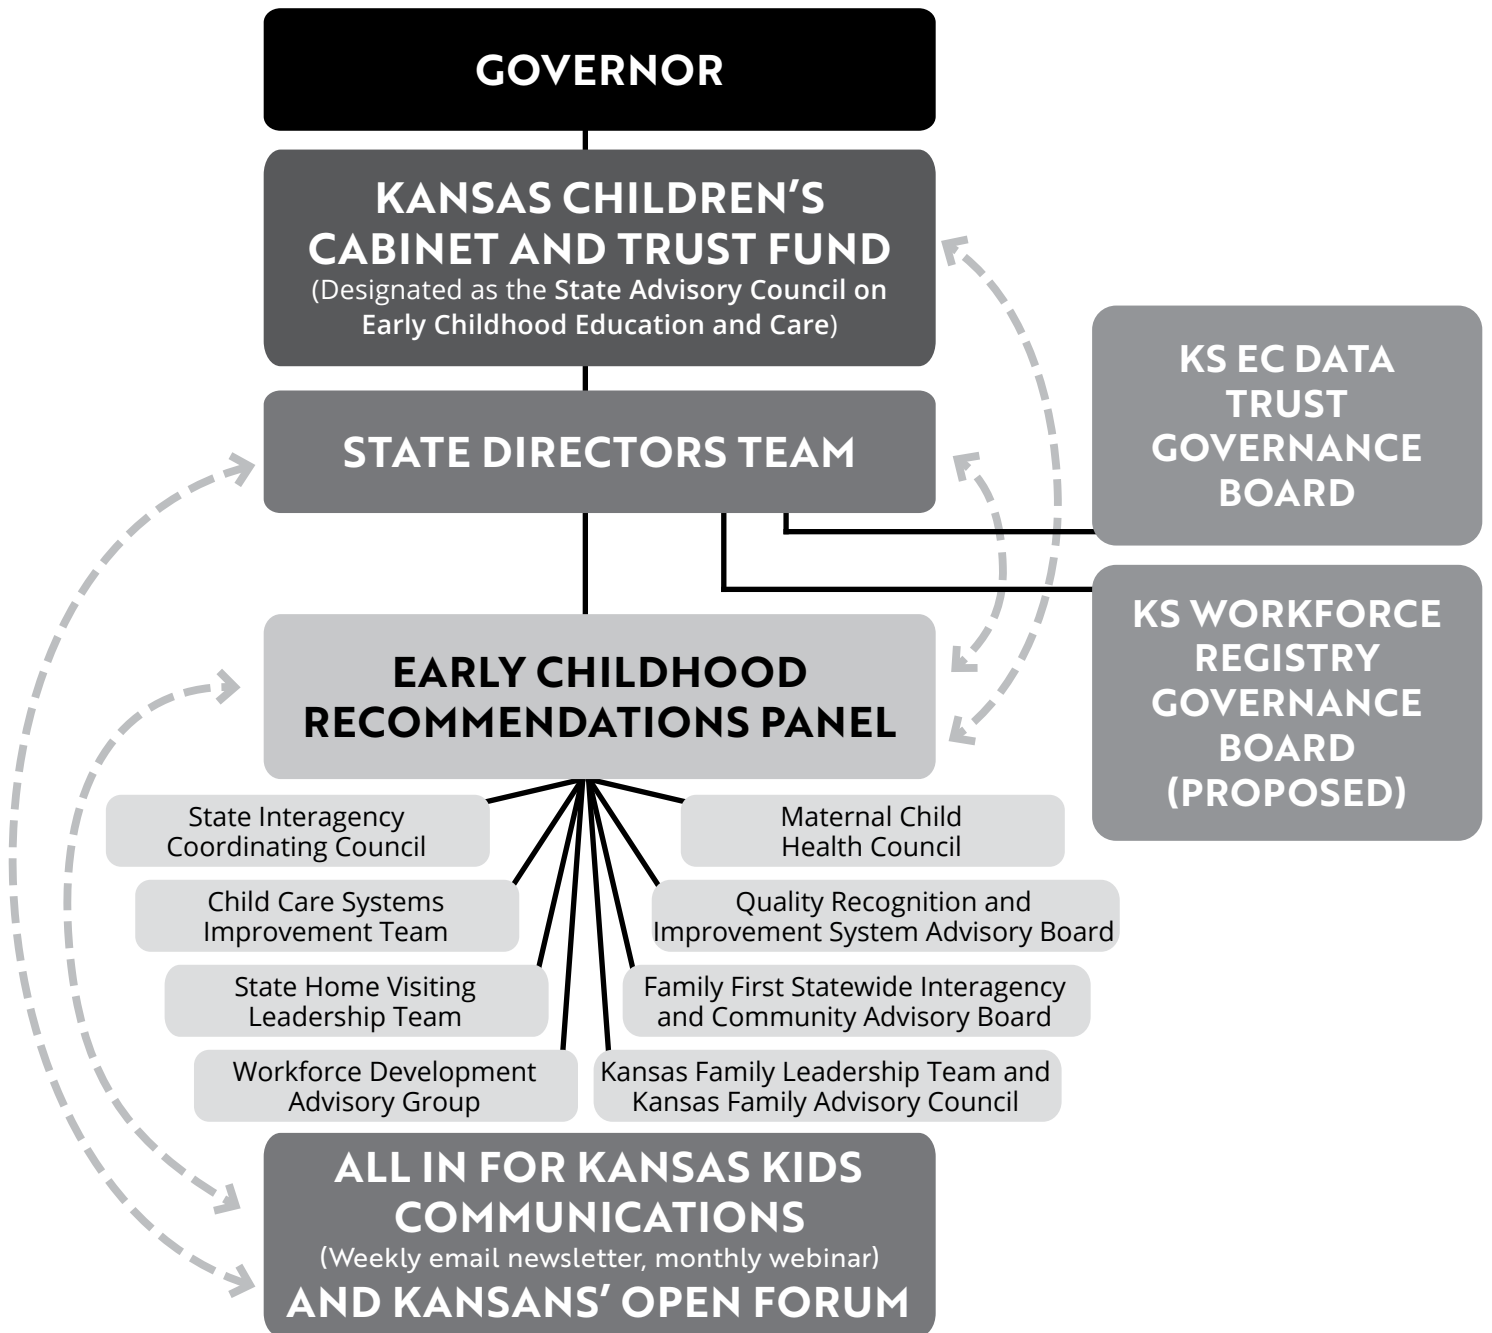 GOVERNOR
KANSAS CHILDREN’S
CABINET AND TRUST FUND
(Designated as the State Advisory Council on
Early Childhood Education and Care)
STATE DIRECTORS TEAM
KS EC DATA
TRUST
GOVERNANCE
BOARD
KS WORKFORCE
REGISTRY
GOVERNANCE
BOARD
(PROPOSED)
EARLY CHILDHOOD
RECOMMENDATIONS PANEL
State Interagency
Coordinating Council
Maternal Child
Health Council
Child Care Systems
Improvement Team
Quality Recognition and
Improvement System Advisory Board
State Home Visiting
Leadership Team
Family First Statewide Interagency
and Community Advisory Board
Workforce Development
Advisory Group
Kansas Family Leadership Team and
Kansas Family Advisory Council
ALL IN FOR KANSAS KIDS
COMMUNICATIONS
(Weekly email newsletter, monthly webinar)
AND KANSANS’ OPEN FORUM